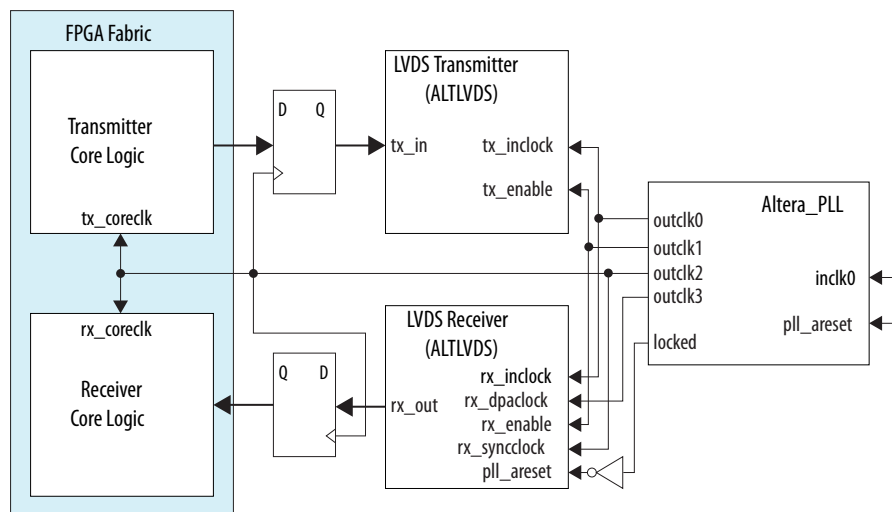 FPGA Fabric
Transmitter
Core Logic
tx_coreclk
D Q
LVDS Transmitter
(ALTLVDS)
tx_in
tx_inclock
tx_enable
Altera_PLL
outclk0
outclk1
outclk2
outclk3
locked
inclk0
pll_areset
rx_coreclk
Receiver
Core Logic
Q D
LVDS Receiver
(ALTLVDS)
rx_out
rx_inclock
rx_dpaclock
rx_enable
rx_syncclock
pll_areset